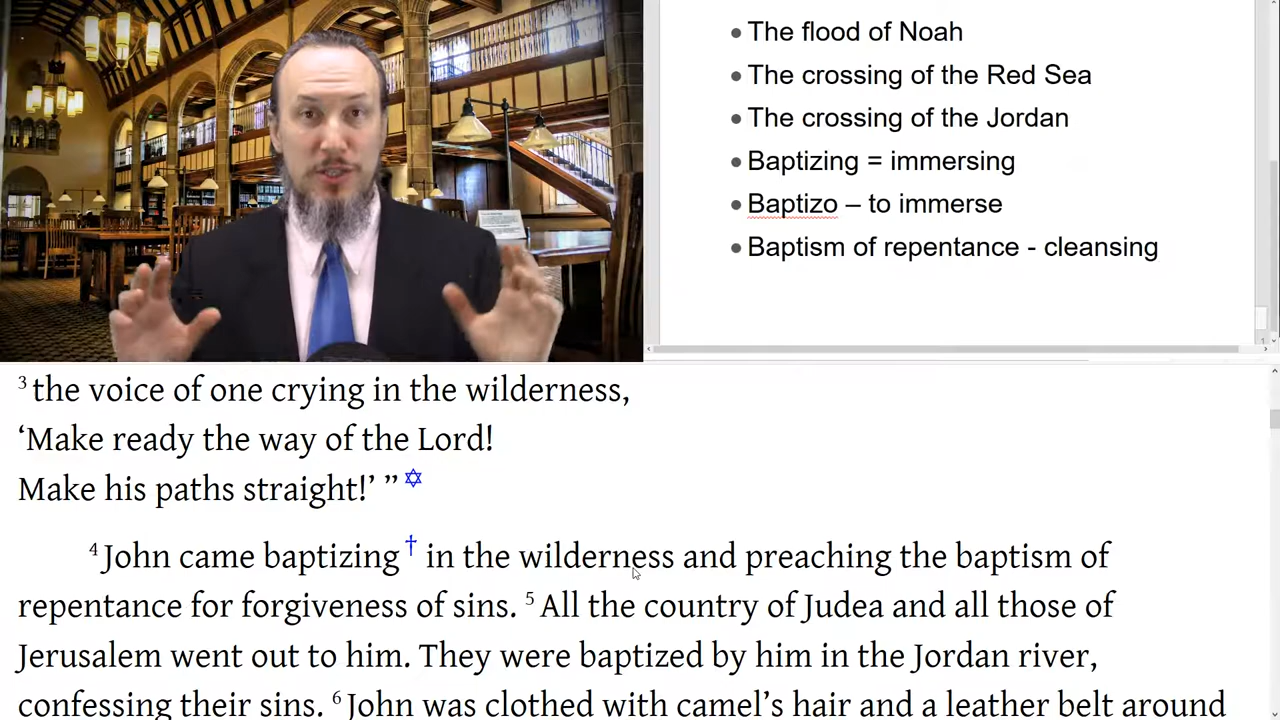 • The flood of Noah
• The crossing of the Red Sea
• The crossing of the Jordan
• Baptizing = immersing
• Baptizo – to immerse
• Baptism of repentance - cleansing
3 the voice of one crying in the wilderness,
‘Make ready the way of the Lord!
Make his paths straight!’ ” ✡
4 John came baptizing † in the wilderness and preaching the baptism of
repentance for forgiveness of sins. 5 All the country of Judea and all those of
Jerusalem went out to him. They were baptized by him in the Jordan river,
confessing their sins. 6 John was clothed with camel’s hair and a leather belt around